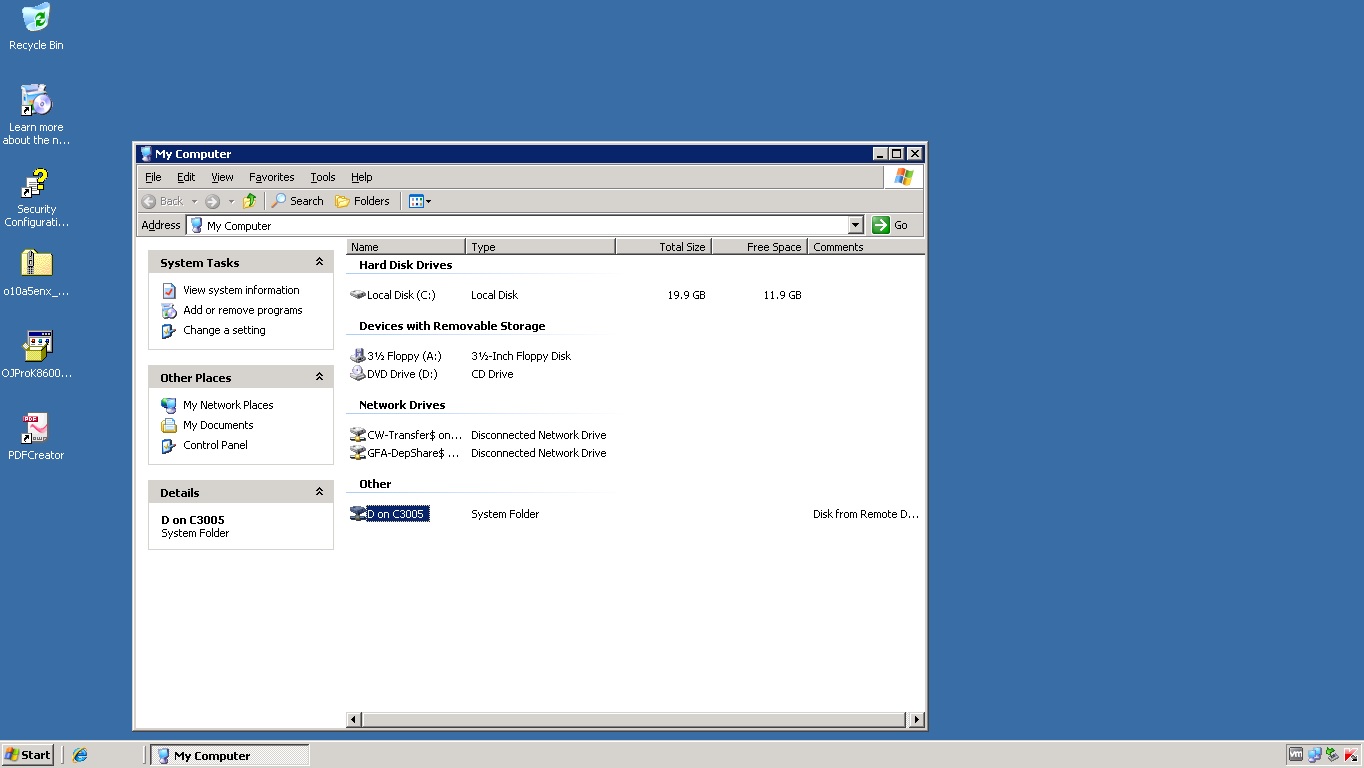 Recycle Bin
Learn more
about the n...
Security
Configurati...
o10a5enx_...
OJProK8600...
PDFCreator
My Computer
File Edit View Favorites Tools Help
Back Search Folders
Address My Computer Go
System Tasks
View system information
Add or remove programs
Change a setting
Other Places
My Network Places
My Documents
Control Panel
Details
D on C3005
System Folder
Name Type Total Size Free Space Comments
Hard Disk Drives
Local Disk (C:) Local Disk 19.9 GB 11.9 GB
Devices with Removable Storage
3½ Floppy (A:) 3½-Inch Floppy Disk
DVD Drive (D:) CD Drive
Network Drives
CW-Transfer$ on... Disconnected Network Drive
GFA-DepShare$ ... Disconnected Network Drive
Other
D on C3005 System Folder Disk from Remote D...
Start My Computer